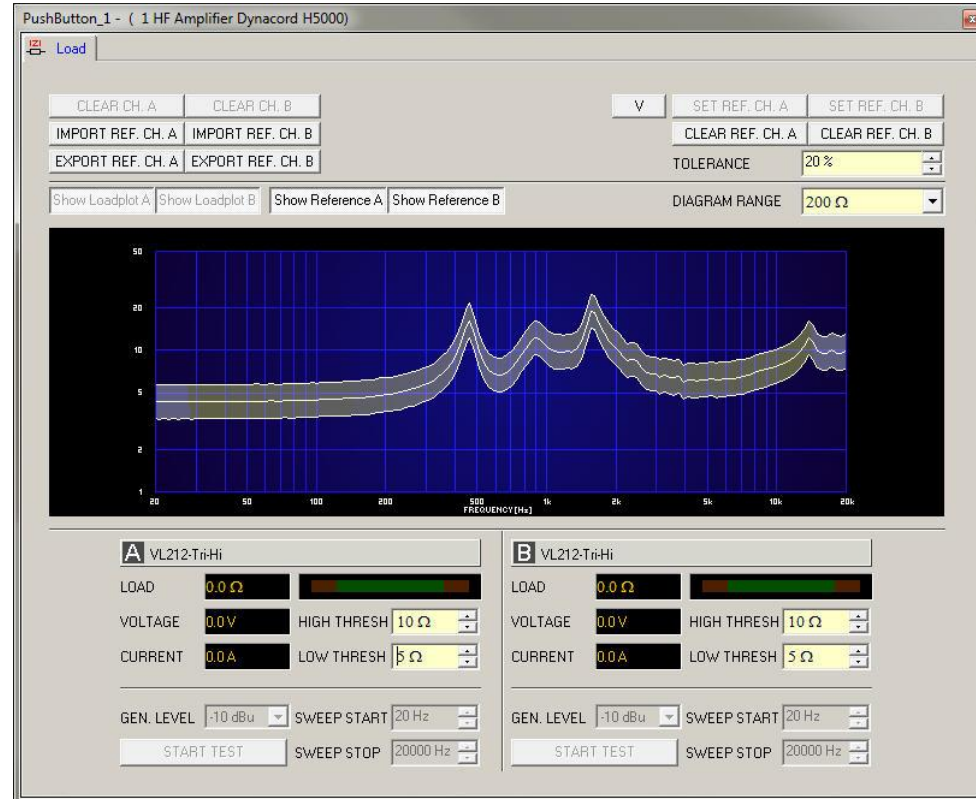 PushButton_1 - ( 1 HF Amplifier Dynacord H5000)
IZI Load
CLEAR CH. A CLEAR CH. B V SET REF. CH. A SET REF. CH. B
IMPORT REF. CH. A IMPORT REF. CH. B CLEAR REF. CH. A CLEAR REF. CH. B
EXPORT REF. CH. A EXPORT REF. CH. B TOLERANCE 20 %
Show Loadplot A Show Loadplot B Show Reference A Show Reference B DIAGRAM RANGE 200 Ω
50
20
10
5
2
1
20 50 100 200 500 1k 2k 5k 10k 20k
FREQUENCY[Hz]
A VL212-Tri-Hi B VL212-Tri-Hi
LOAD 0.0 Ω LOAD 0.0 Ω
VOLTAGE 0.0 V HIGH THRESH 10 Ω VOLTAGE 0.0 V HIGH THRESH 10 Ω
CURRENT 0.0 A LOW THRESH 5 Ω CURRENT 0.0 A LOW THRESH 5 Ω
GEN. LEVEL -10 dBu SWEEP START 20 Hz GEN. LEVEL -10 dBu SWEEP START 20 Hz
START TEST SWEEP STOP 20000 Hz START TEST SWEEP STOP 20000 Hz